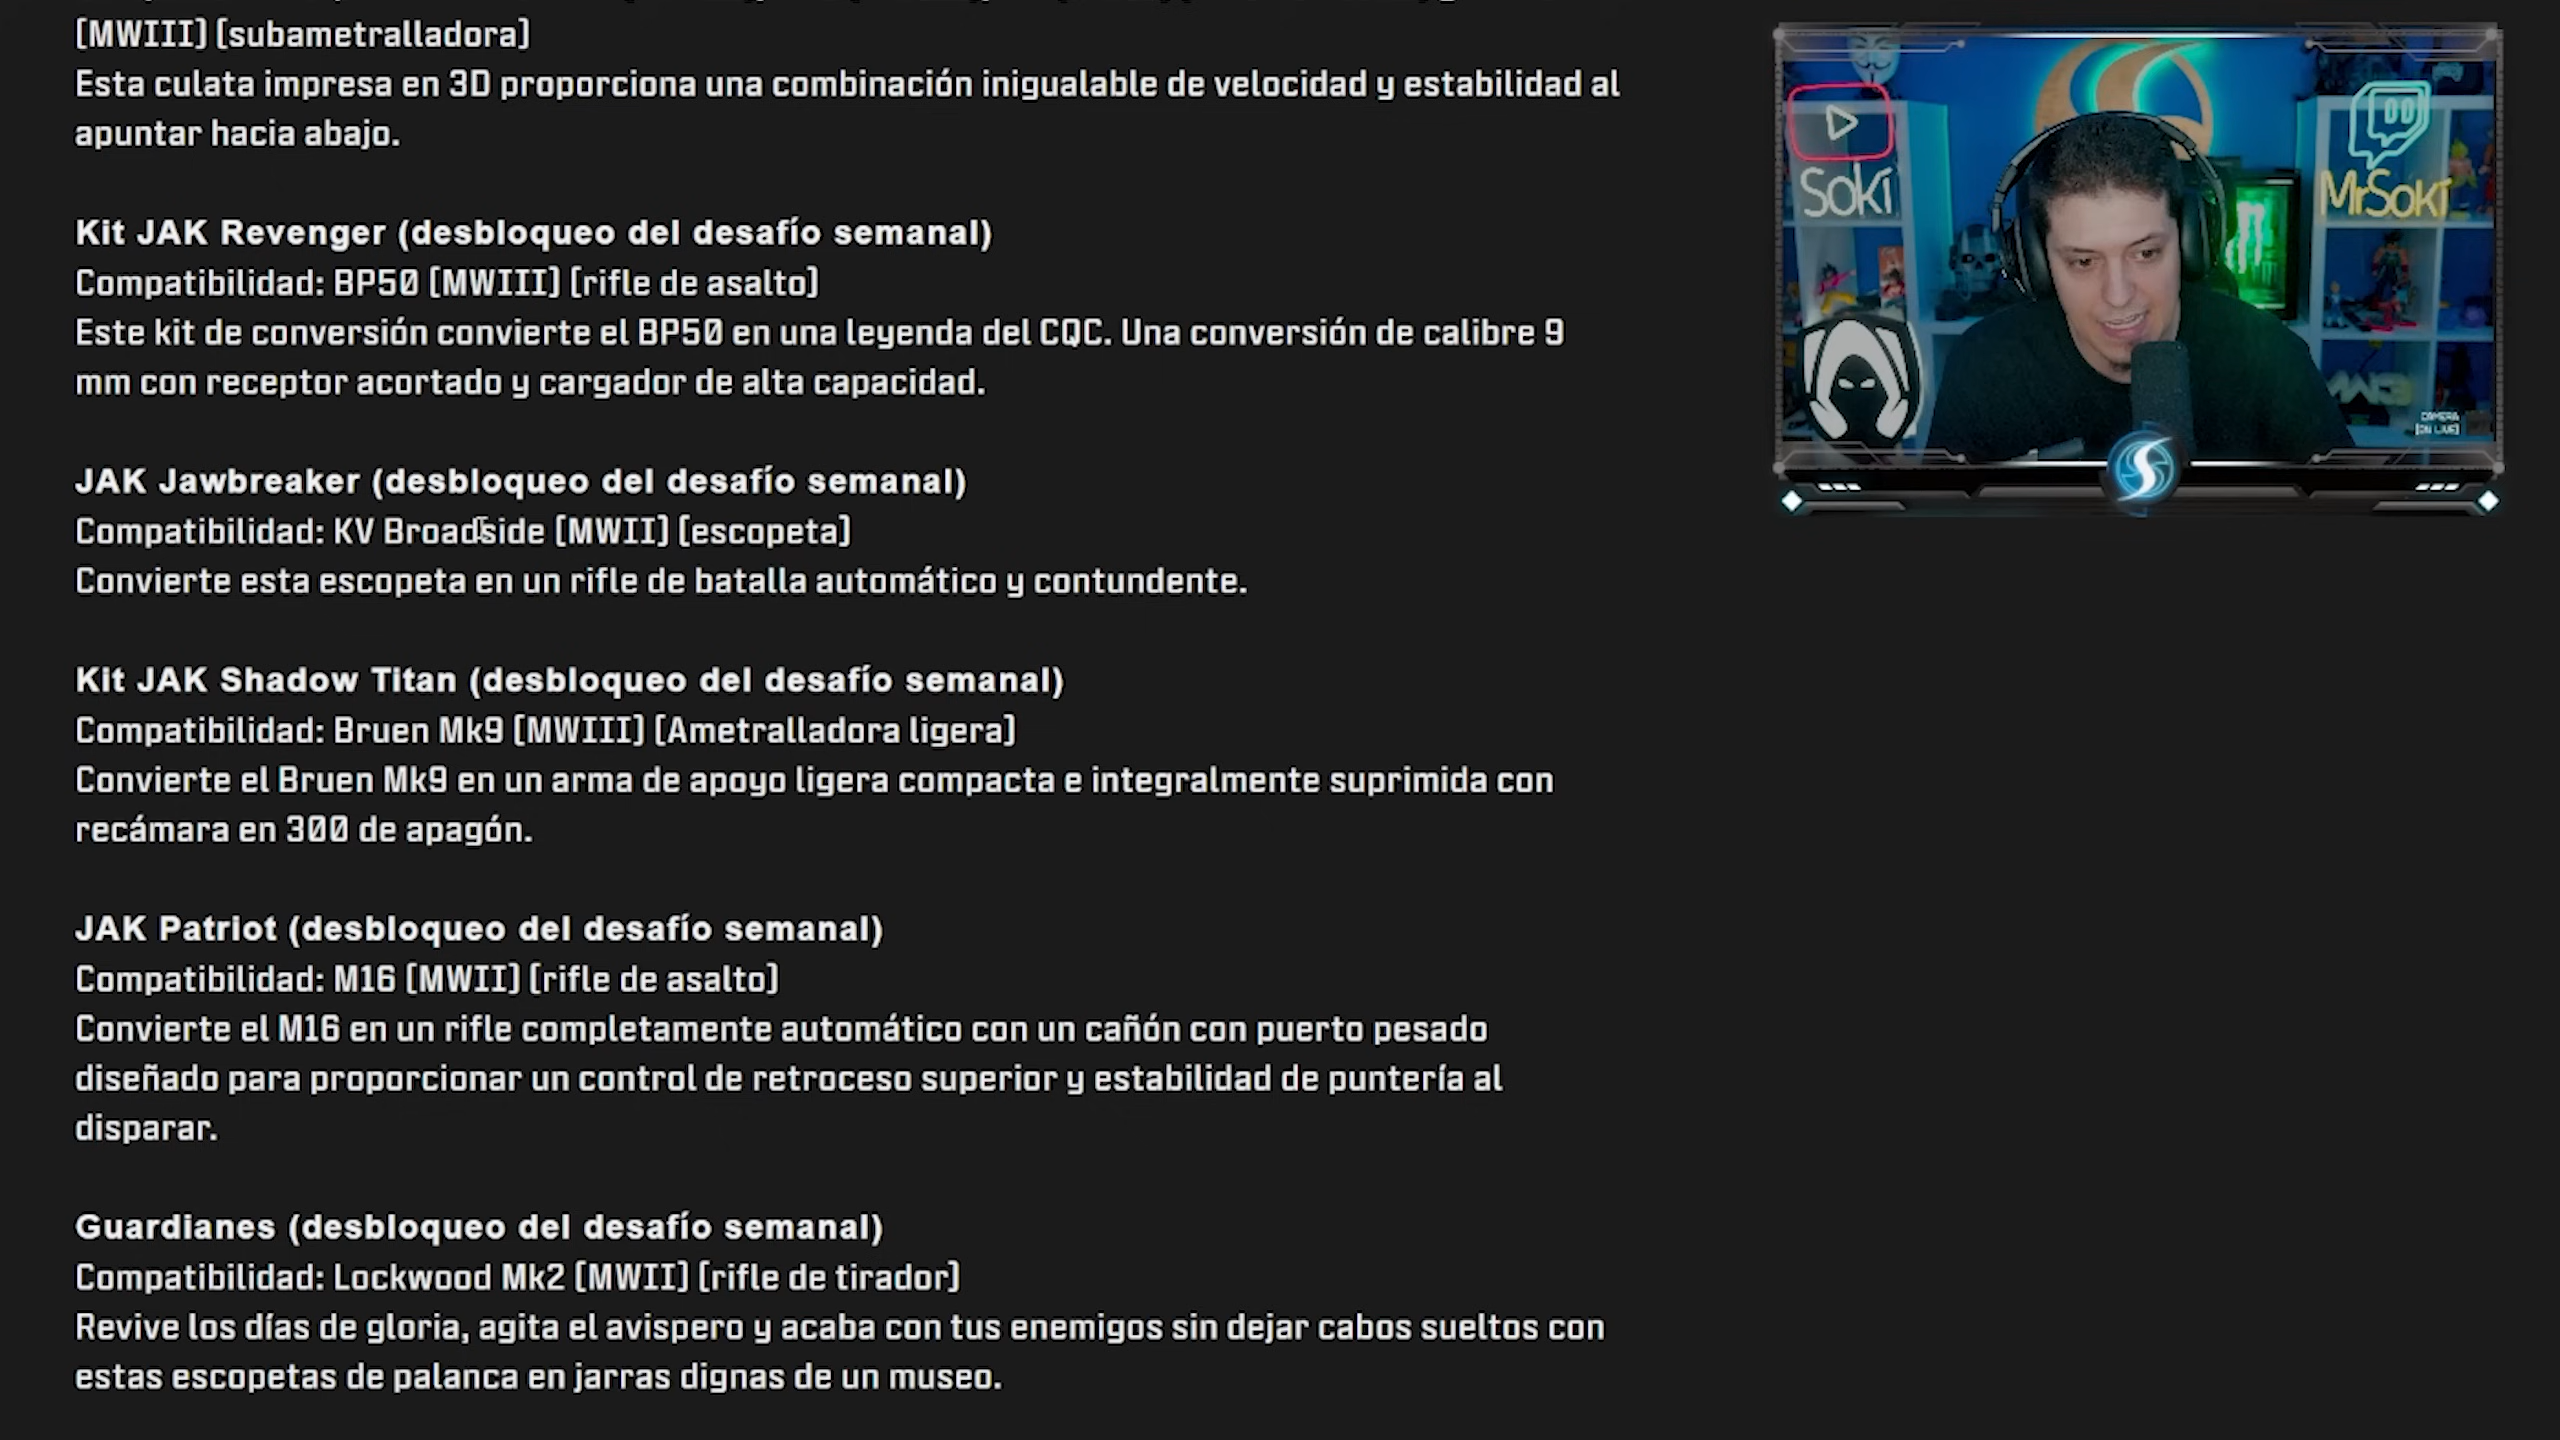 [MWIII] [subametralladora]
Esta culata impresa en 3D proporciona una combinación inigualable de velocidad y estabilidad al
apuntar hacia abajo.
Kit JAK Revenger (desbloqueo del desafío semanal)
Compatibilidad: BP50 [MWIII] [rifle de asalto]
Este kit de conversión convierte el BP50 en una leyenda del CQC. Una conversión de calibre 9
mm con receptor acortado y cargador de alta capacidad.
JAK Jawbreaker (desbloqueo del desafío semanal)
Compatibilidad: KV Broadside [MWII] [escopeta]
Convierte esta escopeta en un rifle de batalla automático y contundente.
Kit JAK Shadow Titan (desbloqueo del desafío semanal)
Compatibilidad: Bruen Mk9 [MWIII] [Ametralladora ligera]
Convierte el Bruen Mk9 en un arma de apoyo ligera compacta e integralmente suprimida con
recámara en 300 de apagón.
JAK Patriot (desbloqueo del desafío semanal)
Compatibilidad: M16 [MWII] [rifle de asalto]
Convierte el M16 en un rifle completamente automático con un cañón con puerto pesado
diseñado para proporcionar un control de retroceso superior y estabilidad de puntería al
disparar.
Guardianes (desbloqueo del desafío semanal)
Compatibilidad: Lockwood Mk2 [MWII] [rifle de tirador]
Revive los días de gloria, agita el avispero y acaba con tus enemigos sin dejar cabos sueltos con
estas escopetas de palanca en jarras dignas de un museo.
Soki
MrSoki
CAMERA
[ON LIVE]